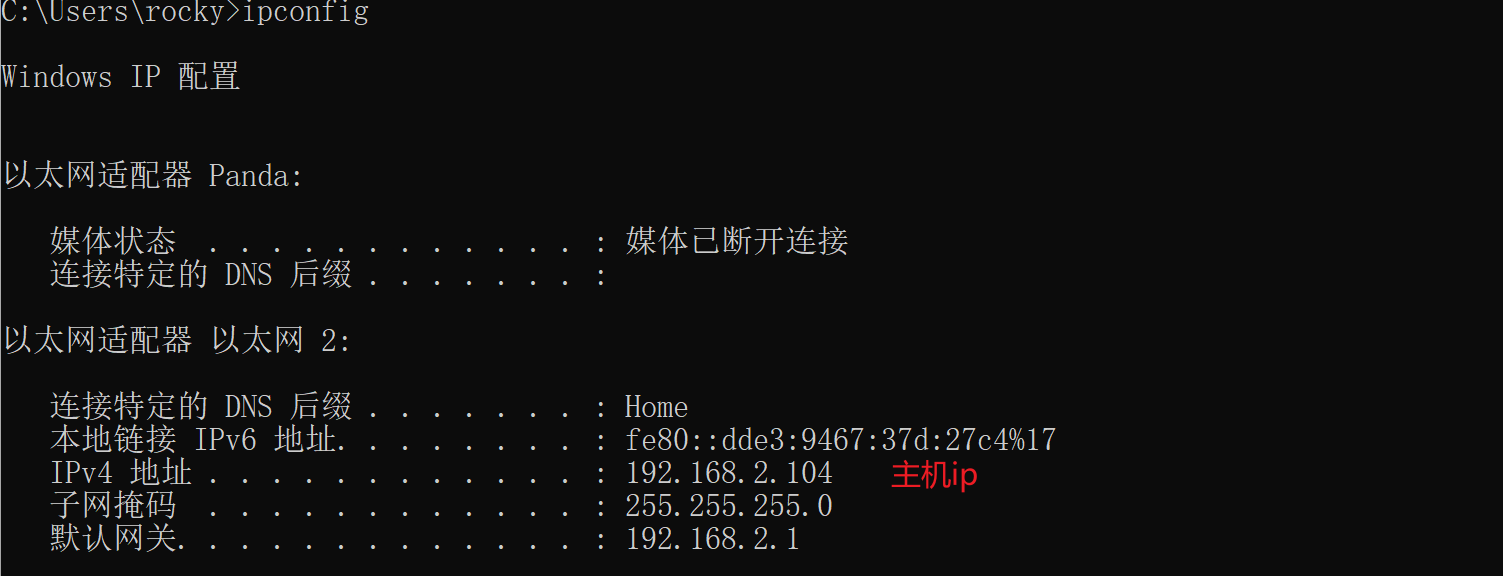 C:\Users\rocky>ipconfig
Windows IP 配置
以太网适配器 Panda:
媒体状态 . . . . . . . . . . . . . : 媒体已断开连接
连接特定的 DNS 后缀 . . . . . . . :
以太网适配器 以太网 2:
连接特定的 DNS 后缀 . . . . . . . : Home
本地链接 IPv6 地址. . . . . . . . : fe80::dde3:9467:37d:27c4%17
IPv4 地址 . . . . . . . . . . . . . : 192.168.2.104 主机ip
子网掩码 . . . . . . . . . . . . . : 255.255.255.0
默认网关. . . . . . . . . . . . . : 192.168.2.1